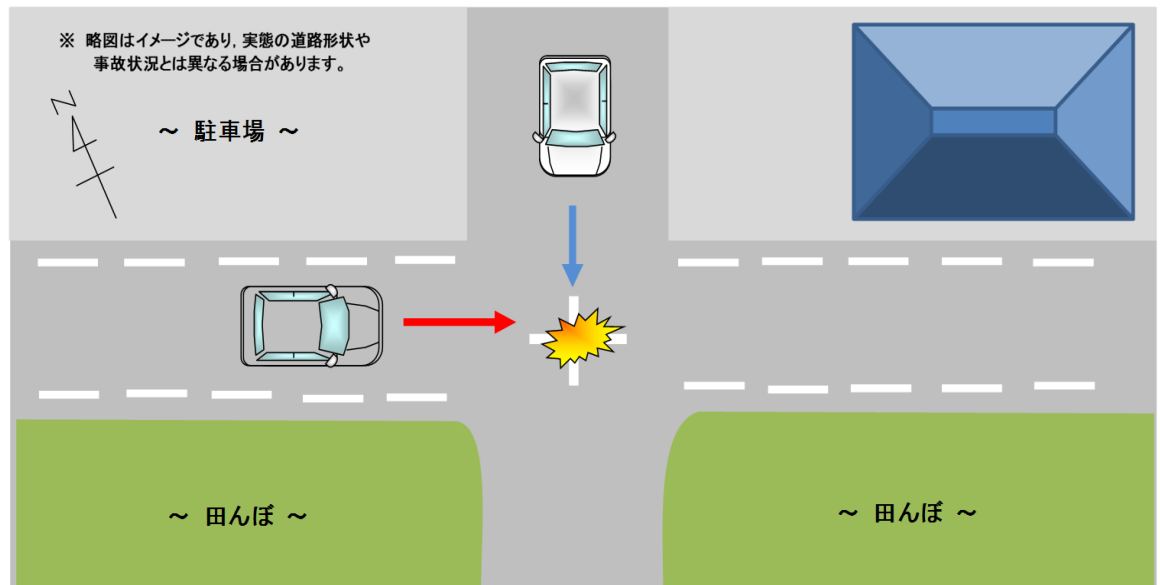 ※ 略図はイメージであり,実態の道路形状や
事故状況とは異なる場合があります。
N
～ 駐車場 ～
～ 田んぼ ～
～ 田んぼ ～